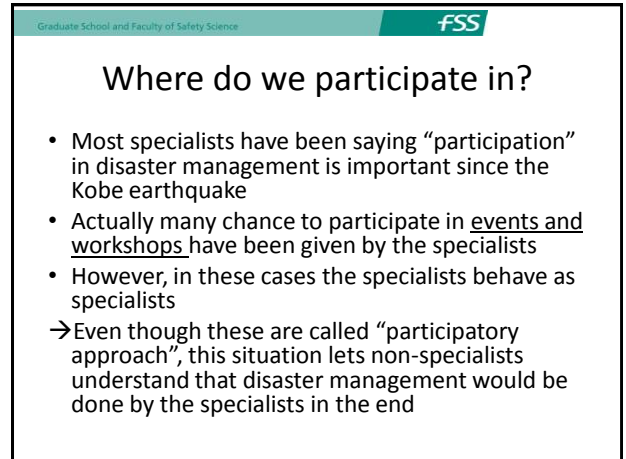 Graduate School and Faculty of Safety Science
FSS
Where do we participate in?
• Most specialists have been saying “participation”
in disaster management is important since the
Kobe earthquake
• Actually many chance to participate in events and
workshops have been given by the specialists
• However, in these cases the specialists behave as
specialists
→Even though these are called “participatory
approach”, this situation lets non-specialists
understand that disaster management would be
done by the specialists in the end